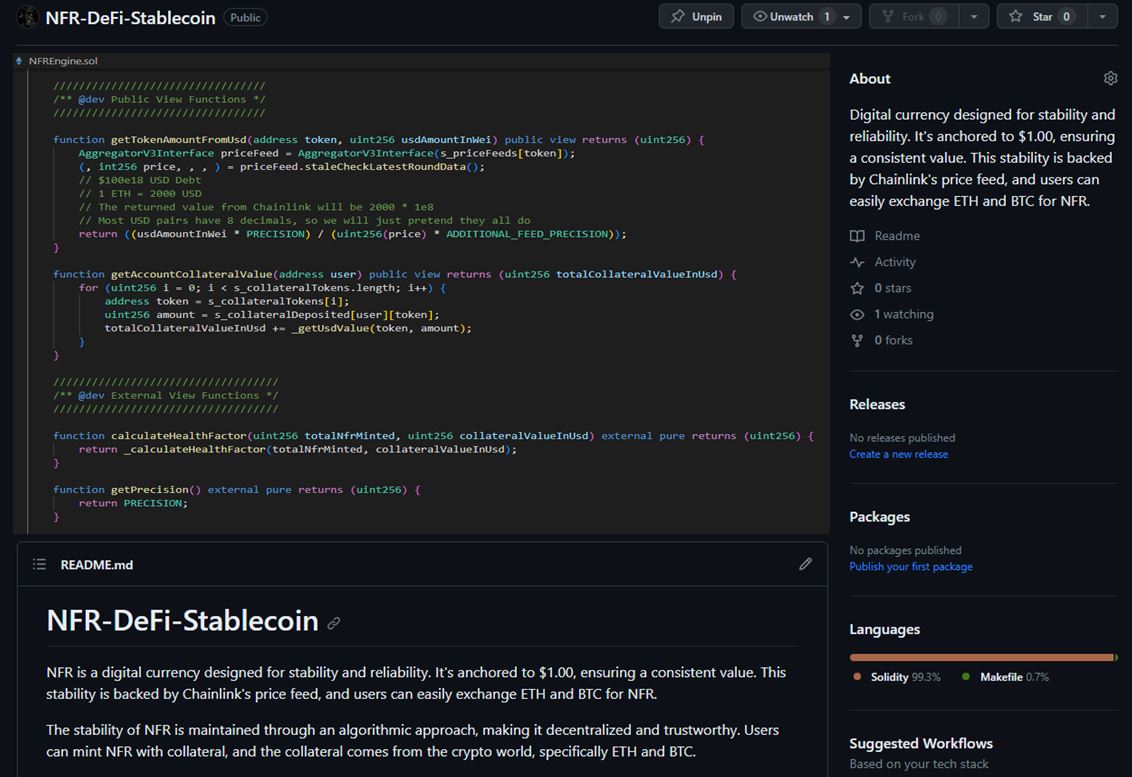 NFR-DeFi-Stablecoin Public
Unpin Unwatch 1 Fork 0 Star 0
NFREngine.sol
//////////////////////////////////
/** @dev Public View Functions */
//////////////////////////////////
function getTokenAmountFromUsd(address token, uint256 usdAmountInWei) public view returns (uint256) {
AggregatorV3Interface priceFeed = AggregatorV3Interface(s_priceFeeds[token]);
(, int256 price, , , ) = priceFeed.staleCheckLatestRoundData();
// $100e18 USD Debt
// 1 ETH = 2000 USD
// The returned value from Chainlink will be 2000 * 1e8
// Most USD pairs have 8 decimals, so we will just pretend they all do
return ((usdAmountInWei * PRECISION) / (uint256(price) * ADDITIONAL_FEED_PRECISION));
}
function getAccountCollateralValue(address user) public view returns (uint256 totalCollateralValueInUsd) {
for (uint256 i = 0; i < s_collateralTokens.length; i++) {
address token = s_collateralTokens[i];
uint256 amount = s_collateralDeposited[user][token];
totalCollateralValueInUsd += _getUsdValue(token, amount);
}
}
////////////////////////////////////
/** @dev External View Functions */
////////////////////////////////////
function calculateHealthFactor(uint256 totalNfrMinted, uint256 collateralValueInUsd) external pure returns (uint256) {
return _calculateHealthFactor(totalNfrMinted, collateralValueInUsd);
}
function getPrecision() external pure returns (uint256) {
return PRECISION;
}
README.md
NFR-DeFi-Stablecoin
NFR is a digital currency designed for stability and reliability. It's anchored to $1.00, ensuring a consistent value. This
stability is backed by Chainlink's price feed, and users can easily exchange ETH and BTC for NFR.
The stability of NFR is maintained through an algorithmic approach, making it decentralized and trustworthy. Users
can mint NFR with collateral, and the collateral comes from the crypto world, specifically ETH and BTC.
About
Digital currency designed for stability and
reliability. It's anchored to $1.00, ensuring
a consistent value. This stability is backed
by Chainlink's price feed, and users can
easily exchange ETH and BTC for NFR.
Readme
Activity
0 stars
1 watching
0 forks
Releases
No releases published
Create a new release
Packages
No packages published
Publish your first package
Languages
Solidity 99.3% Makefile 0.7%
Suggested Workflows
Based on your tech stack